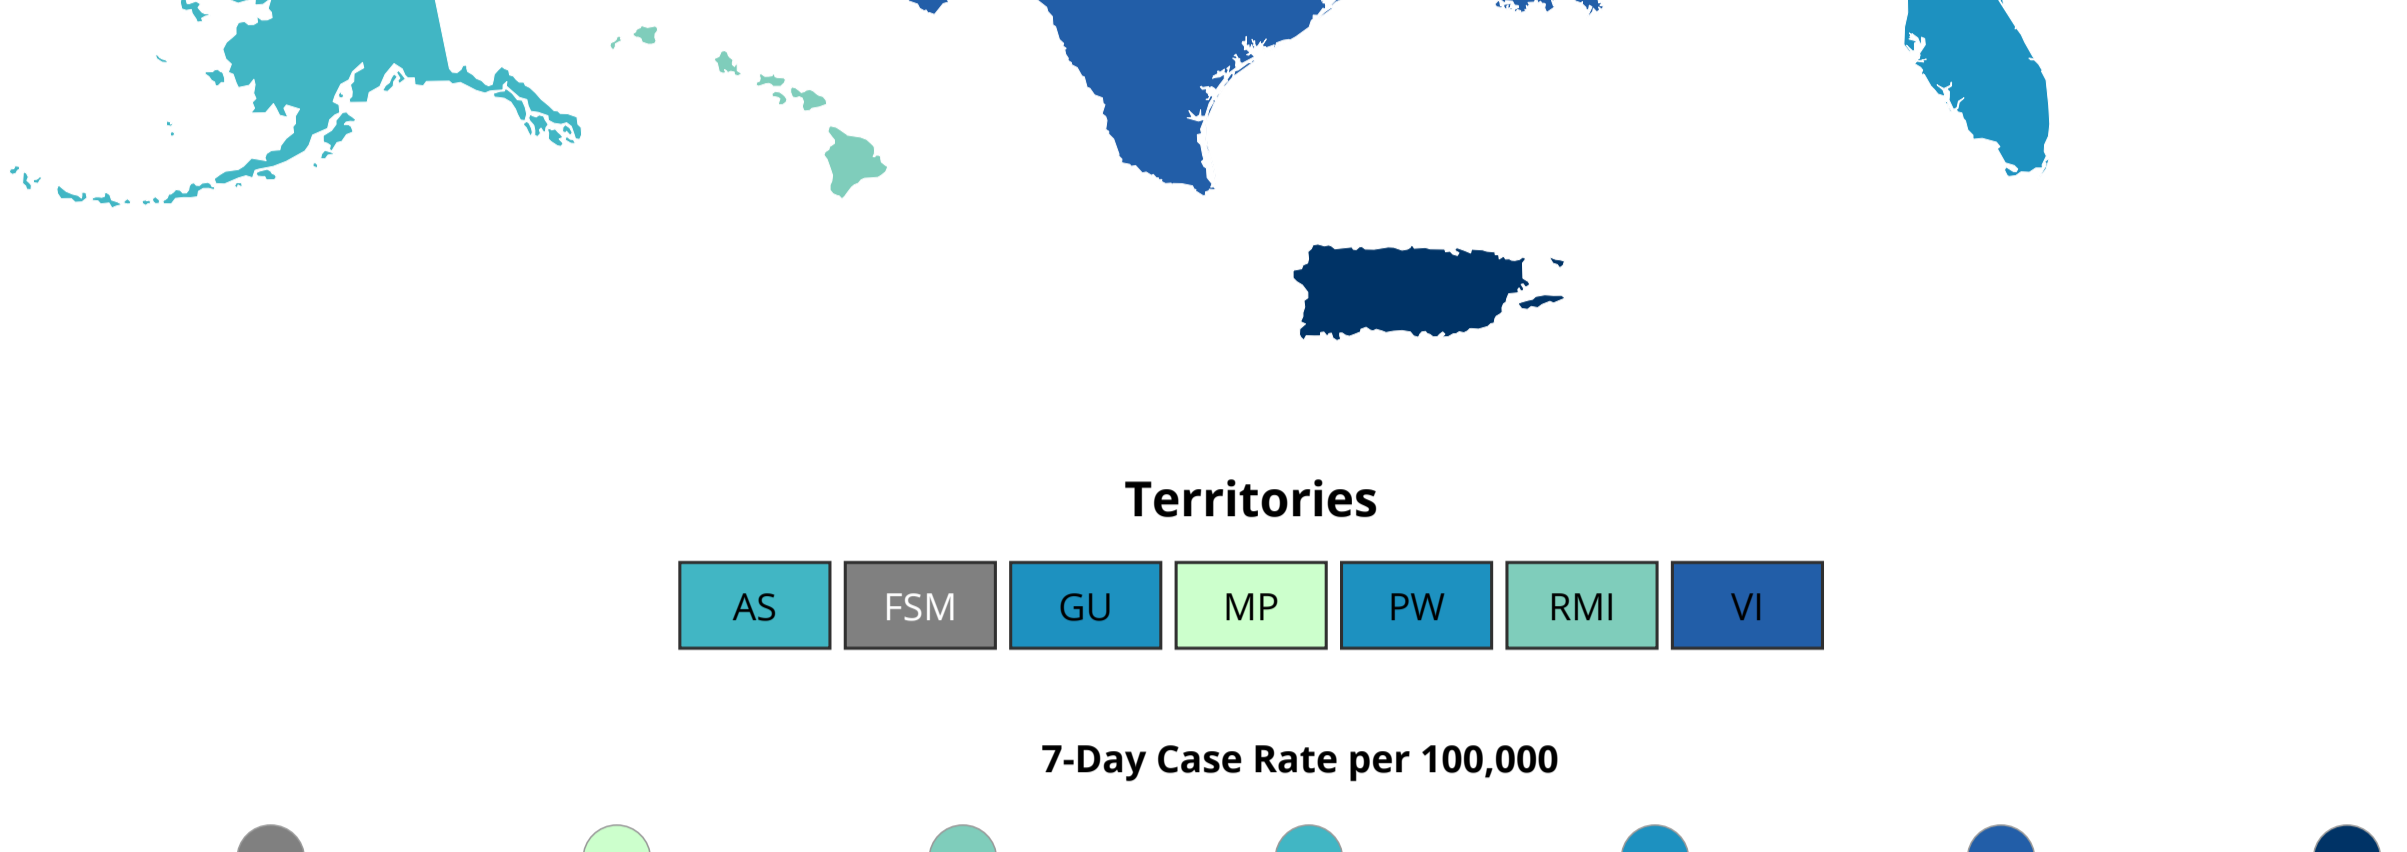 Territories
AS FSM GU MP PW RMI VI
7-Day Case Rate per 100,000